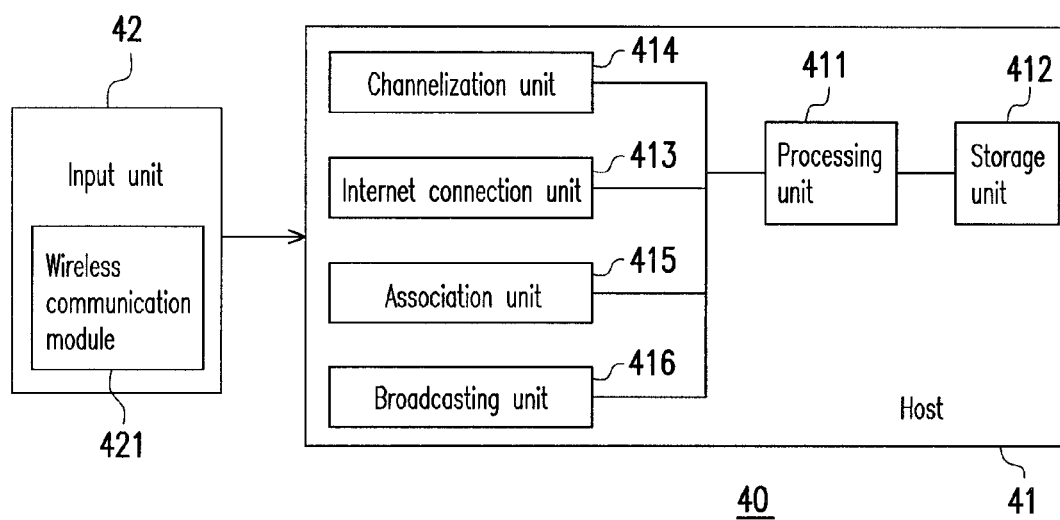 42
Input unit
Wireless
communication
module
421
Channelization unit
414
Internet connection unit
413
Association unit
415
Broadcasting unit
416
411
Processing
unit
412
Storage
unit
Host
41
40